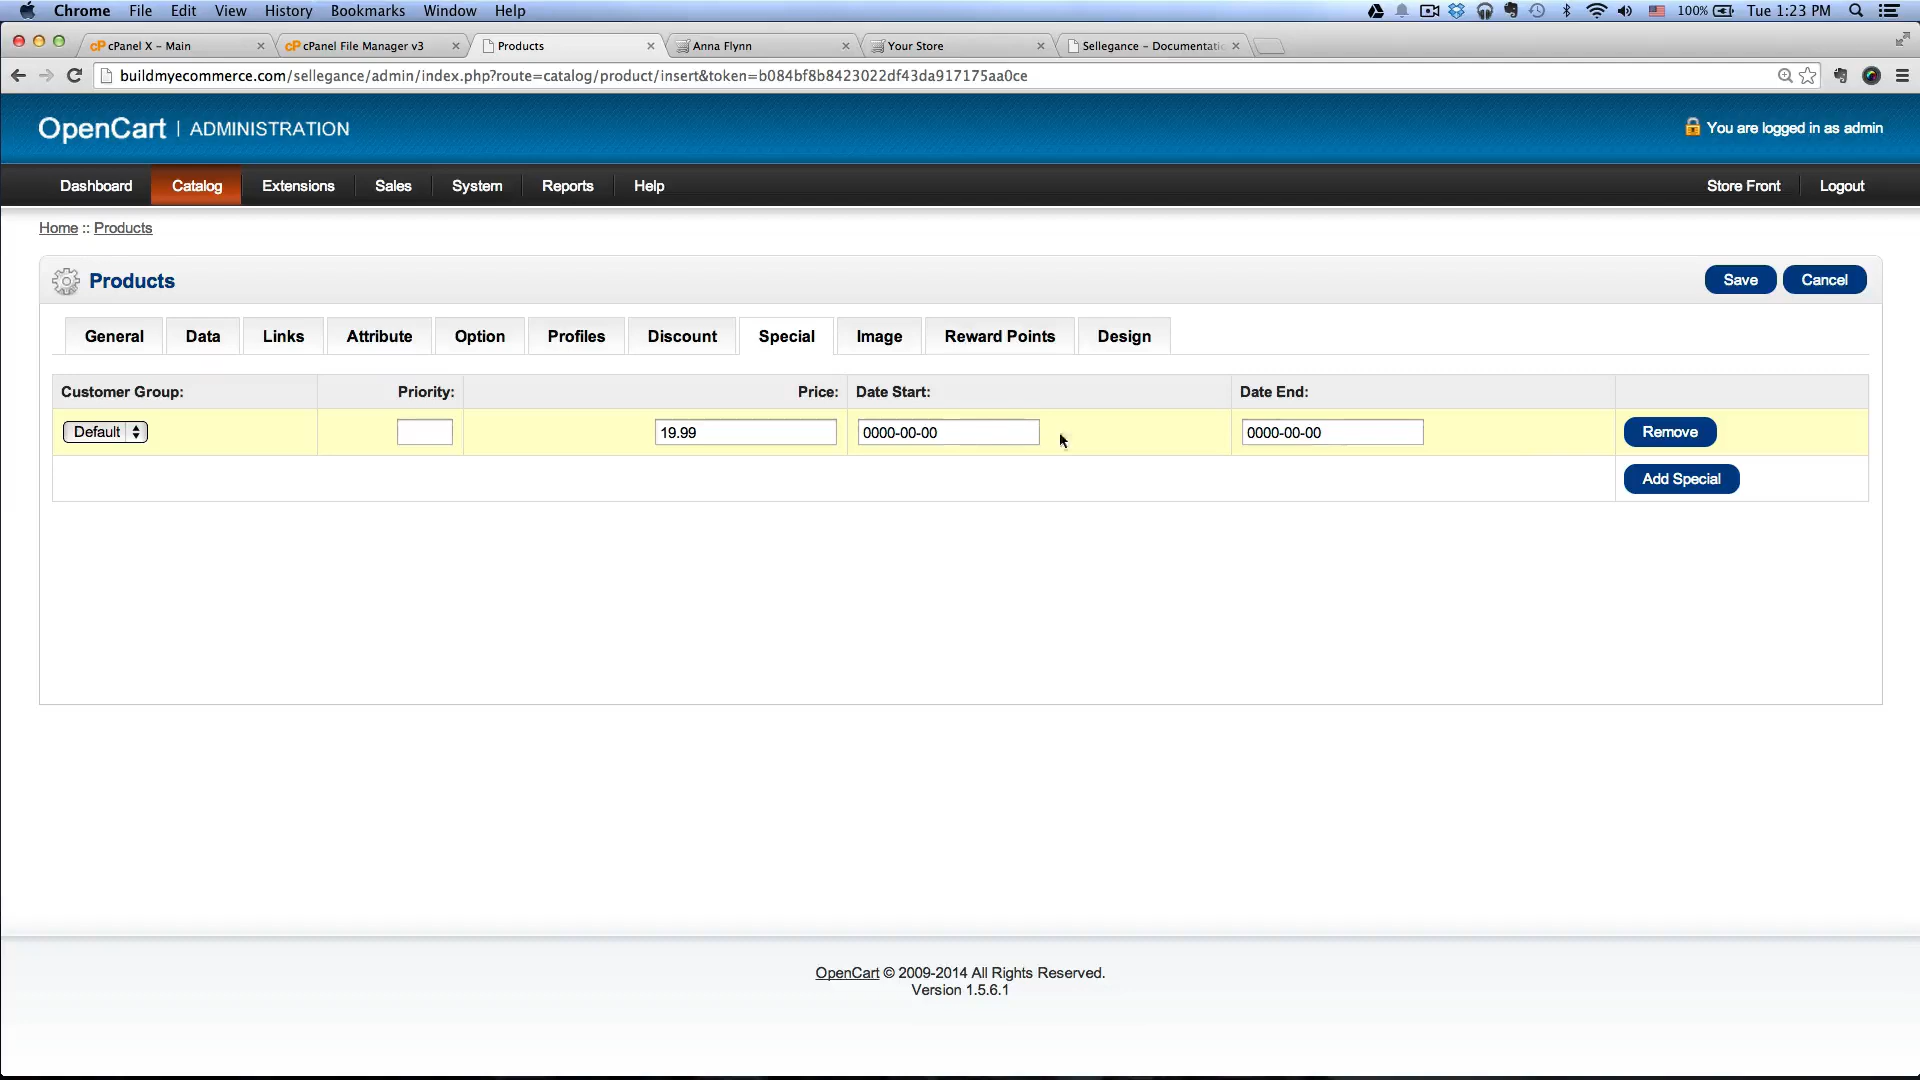 Chrome File Edit View History Bookmarks Window Help 100% Tue 1:23 PM
cPanel X – Main cPanel File Manager v3 Products Anna Flynn Your Store Sellegance – Documentatio
buildmyecommerce.com/sellegance/admin/index.php?route=catalog/product/insert&token=b084bf8b8423022df43da917175aa0ce
OpenCart | ADMINISTRATION You are logged in as admin
Dashboard Catalog Extensions Sales System Reports Help Store Front Logout
Home :: Products
Products Save Cancel
General Data Links Attribute Option Profiles Discount Special Image Reward Points Design
Customer Group: Priority: Price: Date Start: Date End:
Default 19.99 0000-00-00 0000-00-00 Remove
Add Special
OpenCart © 2009-2014 All Rights Reserved.
Version 1.5.6.1